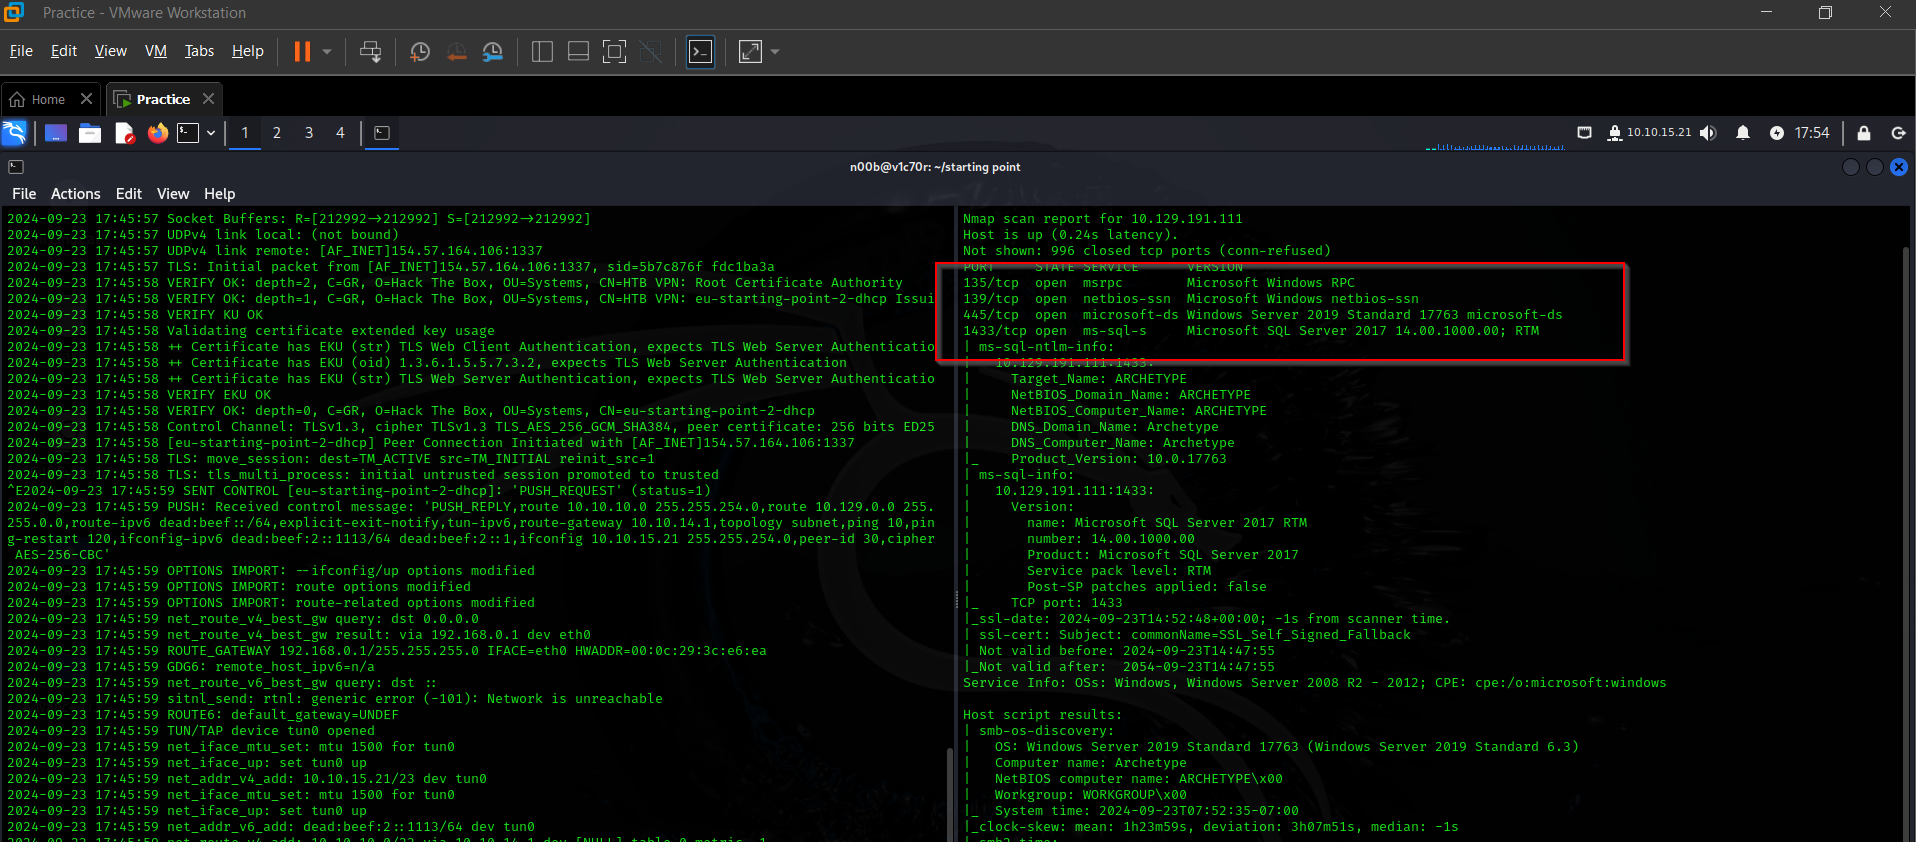 Practice - VMware Workstation
File Edit View VM Tabs Help
Home Practice
1 2 3 4 10.10.15.21 17:54
n00b@v1c70r: ~/starting point
File Actions Edit View Help
2024-09-23 17:45:57 Socket Buffers: R=[212992→212992] S=[212992→212992]
2024-09-23 17:45:57 UDPv4 link local: (not bound)
2024-09-23 17:45:57 UDPv4 link remote: [AF_INET]154.57.164.106:1337
2024-09-23 17:45:57 TLS: Initial packet from [AF_INET]154.57.164.106:1337, sid=5b7c876f fdc1ba3a
2024-09-23 17:45:58 VERIFY OK: depth=2, C=GR, O=Hack The Box, OU=Systems, CN=HTB VPN: Root Certificate Authority
2024-09-23 17:45:58 VERIFY OK: depth=1, C=GR, O=Hack The Box, OU=Systems, CN=HTB VPN: eu-starting-point-2-dhcp Issui
2024-09-23 17:45:58 VERIFY KU OK
2024-09-23 17:45:58 Validating certificate extended key usage
2024-09-23 17:45:58 ++ Certificate has EKU (str) TLS Web Client Authentication, expects TLS Web Server Authenticatio
2024-09-23 17:45:58 ++ Certificate has EKU (oid) 1.3.6.1.5.5.7.3.2, expects TLS Web Server Authentication
2024-09-23 17:45:58 ++ Certificate has EKU (str) TLS Web Server Authentication, expects TLS Web Server Authenticatio
2024-09-23 17:45:58 VERIFY EKU OK
2024-09-23 17:45:58 VERIFY OK: depth=0, C=GR, O=Hack The Box, OU=Systems, CN=eu-starting-point-2-dhcp
2024-09-23 17:45:58 Control Channel: TLSv1.3, cipher TLSv1.3 TLS_AES_256_GCM_SHA384, peer certificate: 256 bits ED25
2024-09-23 17:45:58 [eu-starting-point-2-dhcp] Peer Connection Initiated with [AF_INET]154.57.164.106:1337
2024-09-23 17:45:58 TLS: move_session: dest=TM_ACTIVE src=TM_INITIAL reinit_src=1
2024-09-23 17:45:58 TLS: tls_multi_process: initial untrusted session promoted to trusted
^E2024-09-23 17:45:59 SENT CONTROL [eu-starting-point-2-dhcp]: 'PUSH_REQUEST' (status=1)
2024-09-23 17:45:59 PUSH: Received control message: 'PUSH_REPLY,route 10.10.10.0 255.255.254.0,route 10.129.0.0 255.
255.0.0,route-ipv6 dead:beef::/64,explicit-exit-notify,tun-ipv6,route-gateway 10.10.14.1,topology subnet,ping 10,pin
g-restart 120,ifconfig-ipv6 dead:beef:2::1113/64 dead:beef:2::1,ifconfig 10.10.15.21 255.255.254.0,peer-id 30,cipher
AES-256-CBC'
2024-09-23 17:45:59 OPTIONS IMPORT: --ifconfig/up options modified
2024-09-23 17:45:59 OPTIONS IMPORT: route options modified
2024-09-23 17:45:59 OPTIONS IMPORT: route-related options modified
2024-09-23 17:45:59 net_route_v4_best_gw query: dst 0.0.0.0
2024-09-23 17:45:59 net_route_v4_best_gw result: via 192.168.0.1 dev eth0
2024-09-23 17:45:59 ROUTE_GATEWAY 192.168.0.1/255.255.255.0 IFACE=eth0 HWADDR=00:0c:29:3c:e6:ea
2024-09-23 17:45:59 GDG6: remote_host_ipv6=n/a
2024-09-23 17:45:59 net_route_v6_best_gw query: dst ::
2024-09-23 17:45:59 sitnl_send: rtnl: generic error (-101): Network is unreachable
2024-09-23 17:45:59 ROUTE6: default_gateway=UNDEF
2024-09-23 17:45:59 TUN/TAP device tun0 opened
2024-09-23 17:45:59 net_iface_mtu_set: mtu 1500 for tun0
2024-09-23 17:45:59 net_iface_up: set tun0 up
2024-09-23 17:45:59 net_addr_v4_add: 10.10.15.21/23 dev tun0
2024-09-23 17:45:59 net_iface_mtu_set: mtu 1500 for tun0
2024-09-23 17:45:59 net_iface_up: set tun0 up
2024-09-23 17:45:59 net_addr_v6_add: dead:beef:2::1113/64 dev tun0
2024-09-23 17:45:59 net_route_v4_add: 10.10.10.0/23 via 10.10.14.1 dev [NULL] table 0 metric -1
Nmap scan report for 10.129.191.111
Host is up (0.24s latency).
Not shown: 996 closed tcp ports (conn-refused)
PORT STATE SERVICE VERSION
135/tcp open msrpc Microsoft Windows RPC
139/tcp open netbios-ssn Microsoft Windows netbios-ssn
445/tcp open microsoft-ds Windows Server 2019 Standard 17763 microsoft-ds
1433/tcp open ms-sql-s Microsoft SQL Server 2017 14.00.1000.00; RTM
| ms-sql-ntlm-info:
| 10.129.191.111:1433:
| Target_Name: ARCHETYPE
| NetBIOS_Domain_Name: ARCHETYPE
| NetBIOS_Computer_Name: ARCHETYPE
| DNS_Domain_Name: Archetype
| DNS_Computer_Name: Archetype
|_ Product_Version: 10.0.17763
| ms-sql-info:
| 10.129.191.111:1433:
| Version:
| name: Microsoft SQL Server 2017 RTM
| number: 14.00.1000.00
| Product: Microsoft SQL Server 2017
| Service pack level: RTM
| Post-SP patches applied: false
|_ TCP port: 1433
|_ssl-date: 2024-09-23T14:52:48+00:00; -1s from scanner time.
| ssl-cert: Subject: commonName=SSL_Self_Signed_Fallback
| Not valid before: 2024-09-23T14:47:55
|_Not valid after: 2054-09-23T14:47:55
Service Info: OSs: Windows, Windows Server 2008 R2 - 2012; CPE: cpe:/o:microsoft:windows
Host script results:
| smb-os-discovery:
| OS: Windows Server 2019 Standard 17763 (Windows Server 2019 Standard 6.3)
| Computer name: Archetype
| NetBIOS computer name: ARCHETYPE\x00
| Workgroup: WORKGROUP\x00
|_ System time: 2024-09-23T07:52:35-07:00
|_clock-skew: mean: 1h23m59s, deviation: 3h07m51s, median: -1s
| smb2-time: